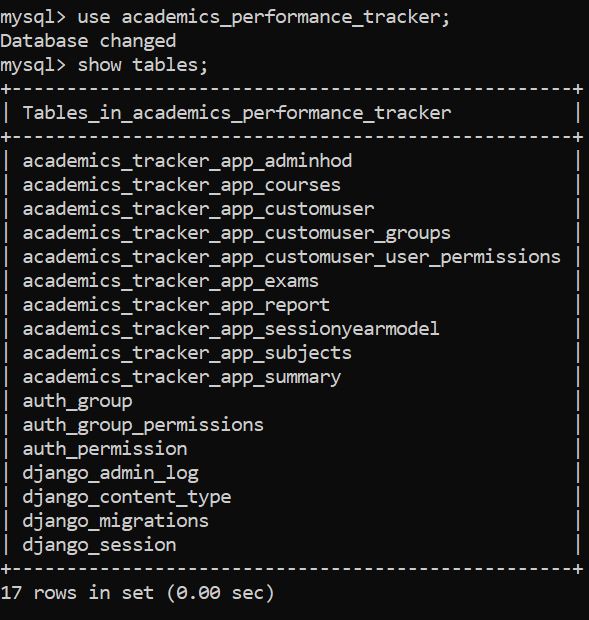 mysql> use academics_performance_tracker;
Database changed
mysql> show tables;
+---------------------------------------------------+
| Tables_in_academics_performance_tracker           |
+---------------------------------------------------+
| academics_tracker_app_adminhod                    |
| academics_tracker_app_courses                     |
| academics_tracker_app_customuser                  |
| academics_tracker_app_customuser_groups           |
| academics_tracker_app_customuser_user_permissions |
| academics_tracker_app_exams                       |
| academics_tracker_app_report                      |
| academics_tracker_app_sessionyearmodel            |
| academics_tracker_app_subjects                    |
| academics_tracker_app_summary                     |
| auth_group                                        |
| auth_group_permissions                            |
| auth_permission                                   |
| django_admin_log                                  |
| django_content_type                               |
| django_migrations                                 |
| django_session                                    |
+---------------------------------------------------+
17 rows in set (0.00 sec)